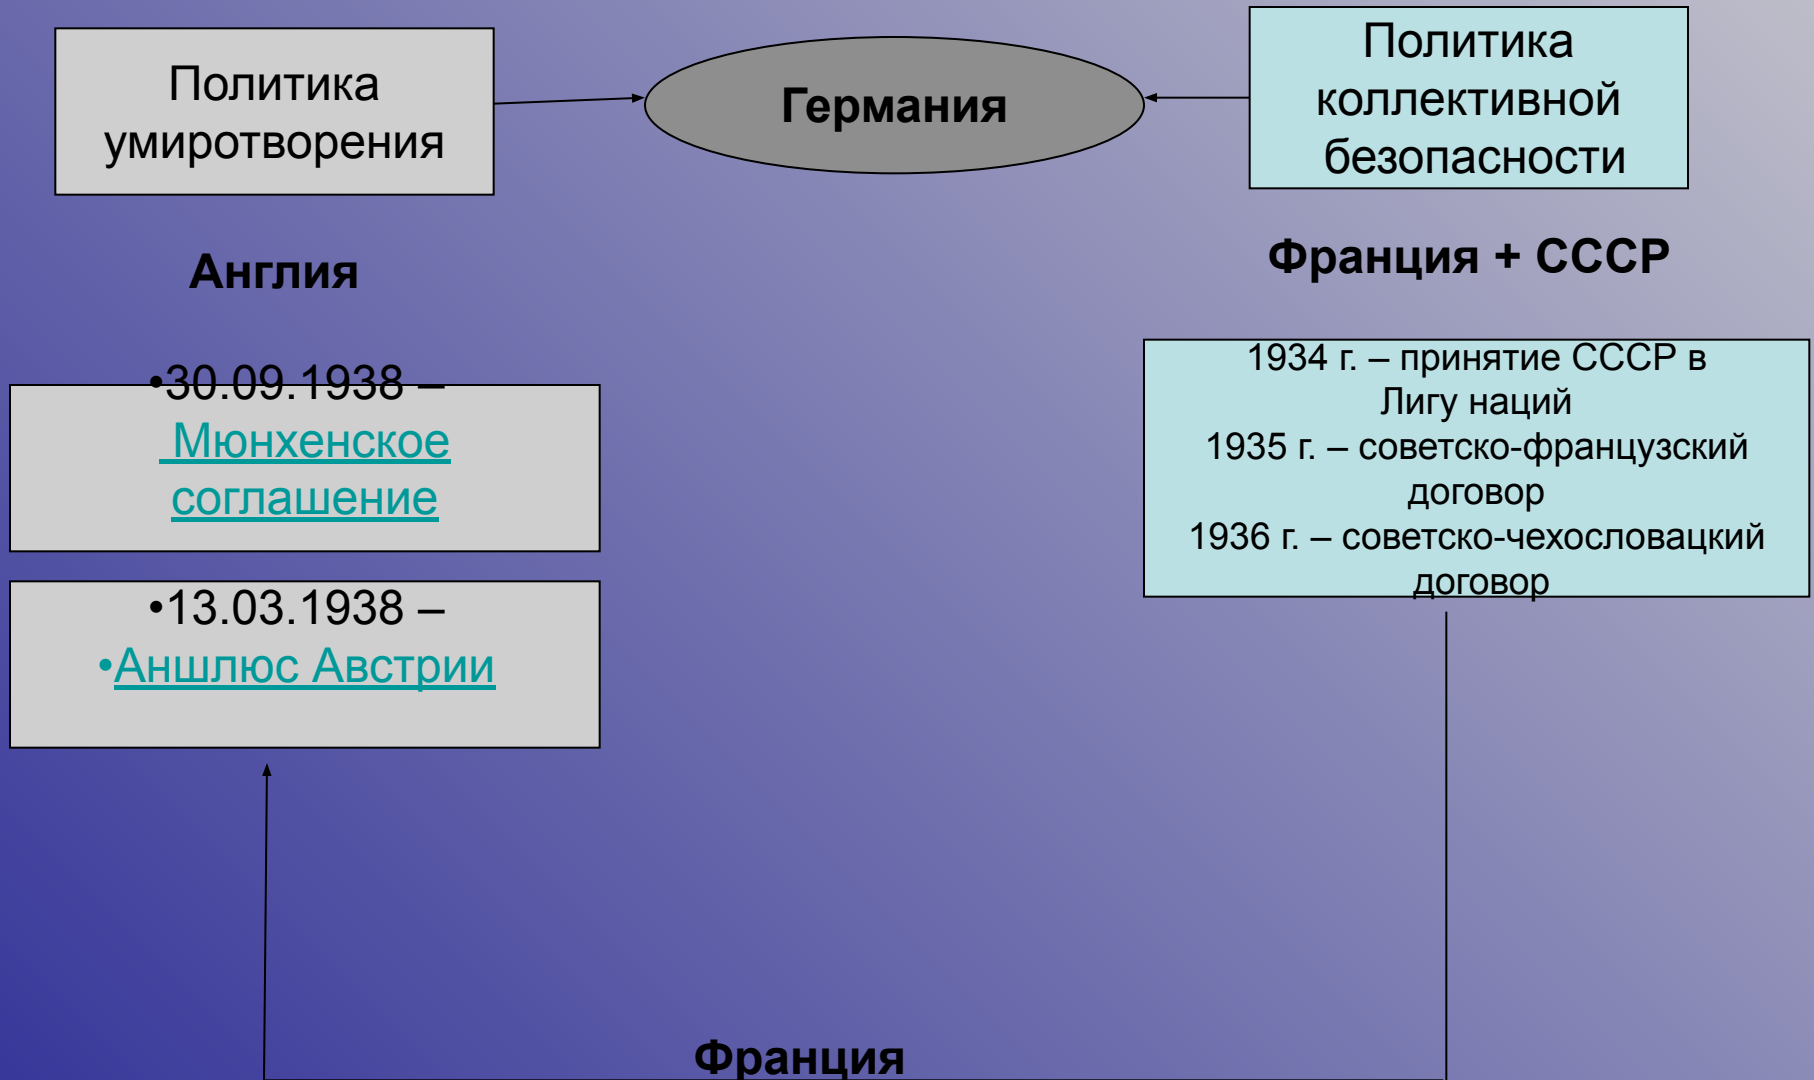 Политика
умиротворения
Германия
Политика
коллективной
безопасности
Англия
Франция + СССР
•30.09.1938 –
Мюнхенское
соглашение
•13.03.1938 –
•Аншлюс Австрии
1934 г. – принятие СССР в
Лигу наций
1935 г. – советско-французский
договор
1936 г. – советско-чехословацкий
договор
Франция